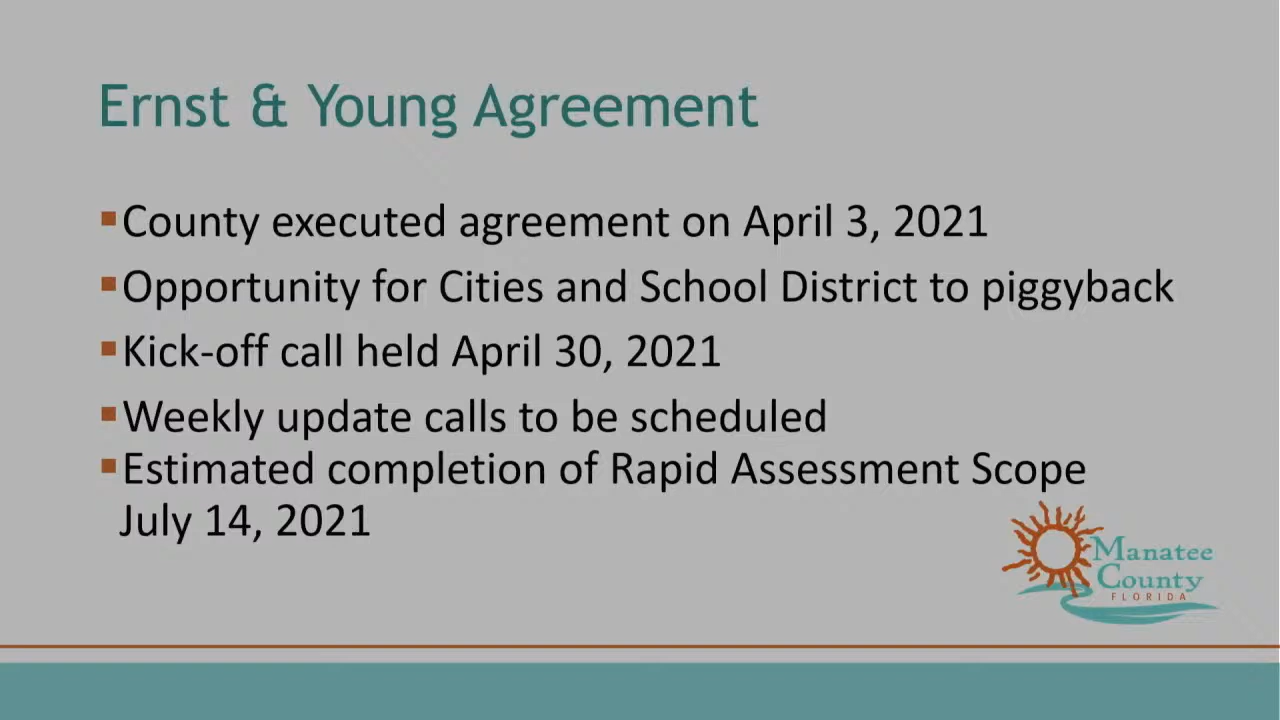 Ernst & Young Agreement
▪County executed agreement on April 3, 2021
▪Opportunity for Cities and School District to piggyback
▪Kick-off call held April 30, 2021
▪Weekly update calls to be scheduled
▪Estimated completion of Rapid Assessment Scope
July 14, 2021
Manatee
County
FLORIDA